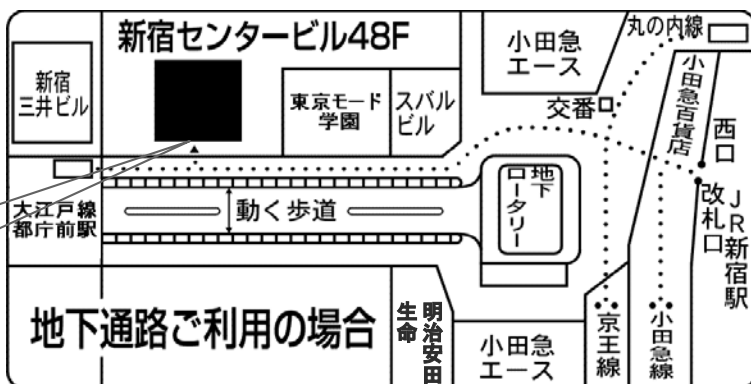 新宿センタービル48F
小田急
エース
丸の内線
新宿
三井ビル
東京モード
学園
スバル
ビル
交番
小田急百貨店
西口
改札口
JR新宿駅
大江戸線
都庁前駅
動く歩道
地下
ロータリー
地下通路ご利用の場合
明治安田
生命
小田急
エース
京王線
小田急線